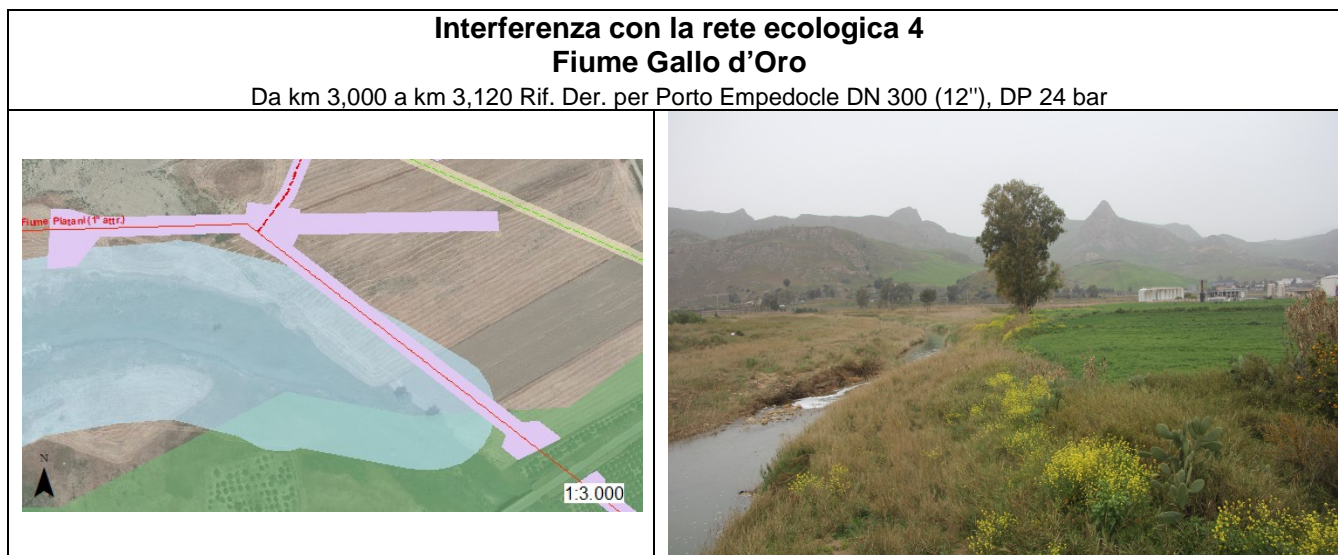 Interferenza con la rete ecologica 4
Fiume Gallo d'Oro
Da km 3,000 a km 3,120 Rif. Der. per Porto Empedocle DN 300 (12"), DP 24 bar
Fiume Platani (1° attr.)
N
1:3.000